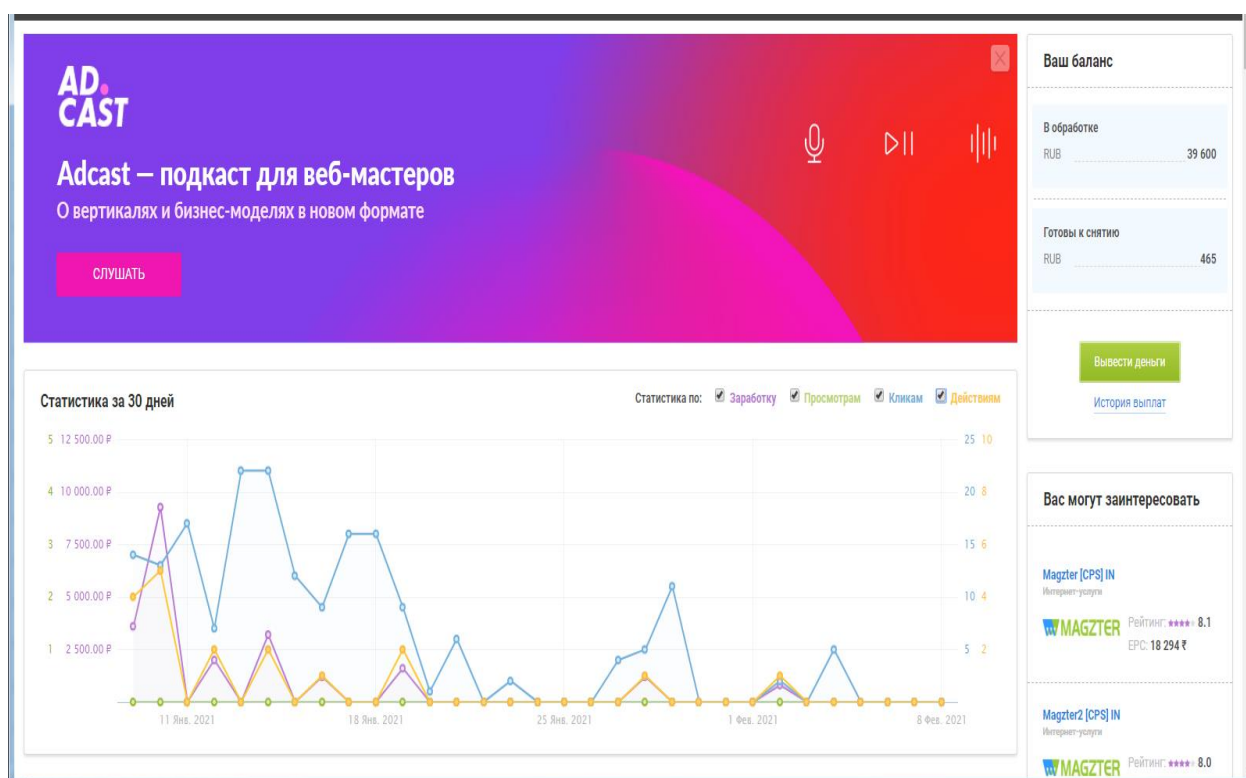 AD.
CAST
Adcast — подкаст для веб-мастеров
О вертикалях и бизнес-моделях в новом формате
СЛУШАТЬ
Ваш баланс
В обработке
RUB 39 600
Готовы к снятию
RUB 465
Вывести деньги
История выплат
Статистика за 30 дней
Статистика по: Заработку Просмотрам Кликам Действиям
5 12 500.00 ₽ 25 10
4 10 000.00 ₽ 20 8
3 7 500.00 ₽ 15 6
2 5 000.00 ₽ 10 4
1 2 500.00 ₽ 5 2
11 Янв. 2021 18 Янв. 2021 25 Янв. 2021 1 Фев. 2021 8 Фев. 2021
Вас могут заинтересовать
Magzter [CPS] IN
Интернет-услуги
MAGZTER
Рейтинг: 8.1
EPC: 18 294 ₹
Magzter2 [CPS] IN
Интернет-услуги
MAGZTER
Рейтинг: 8.0